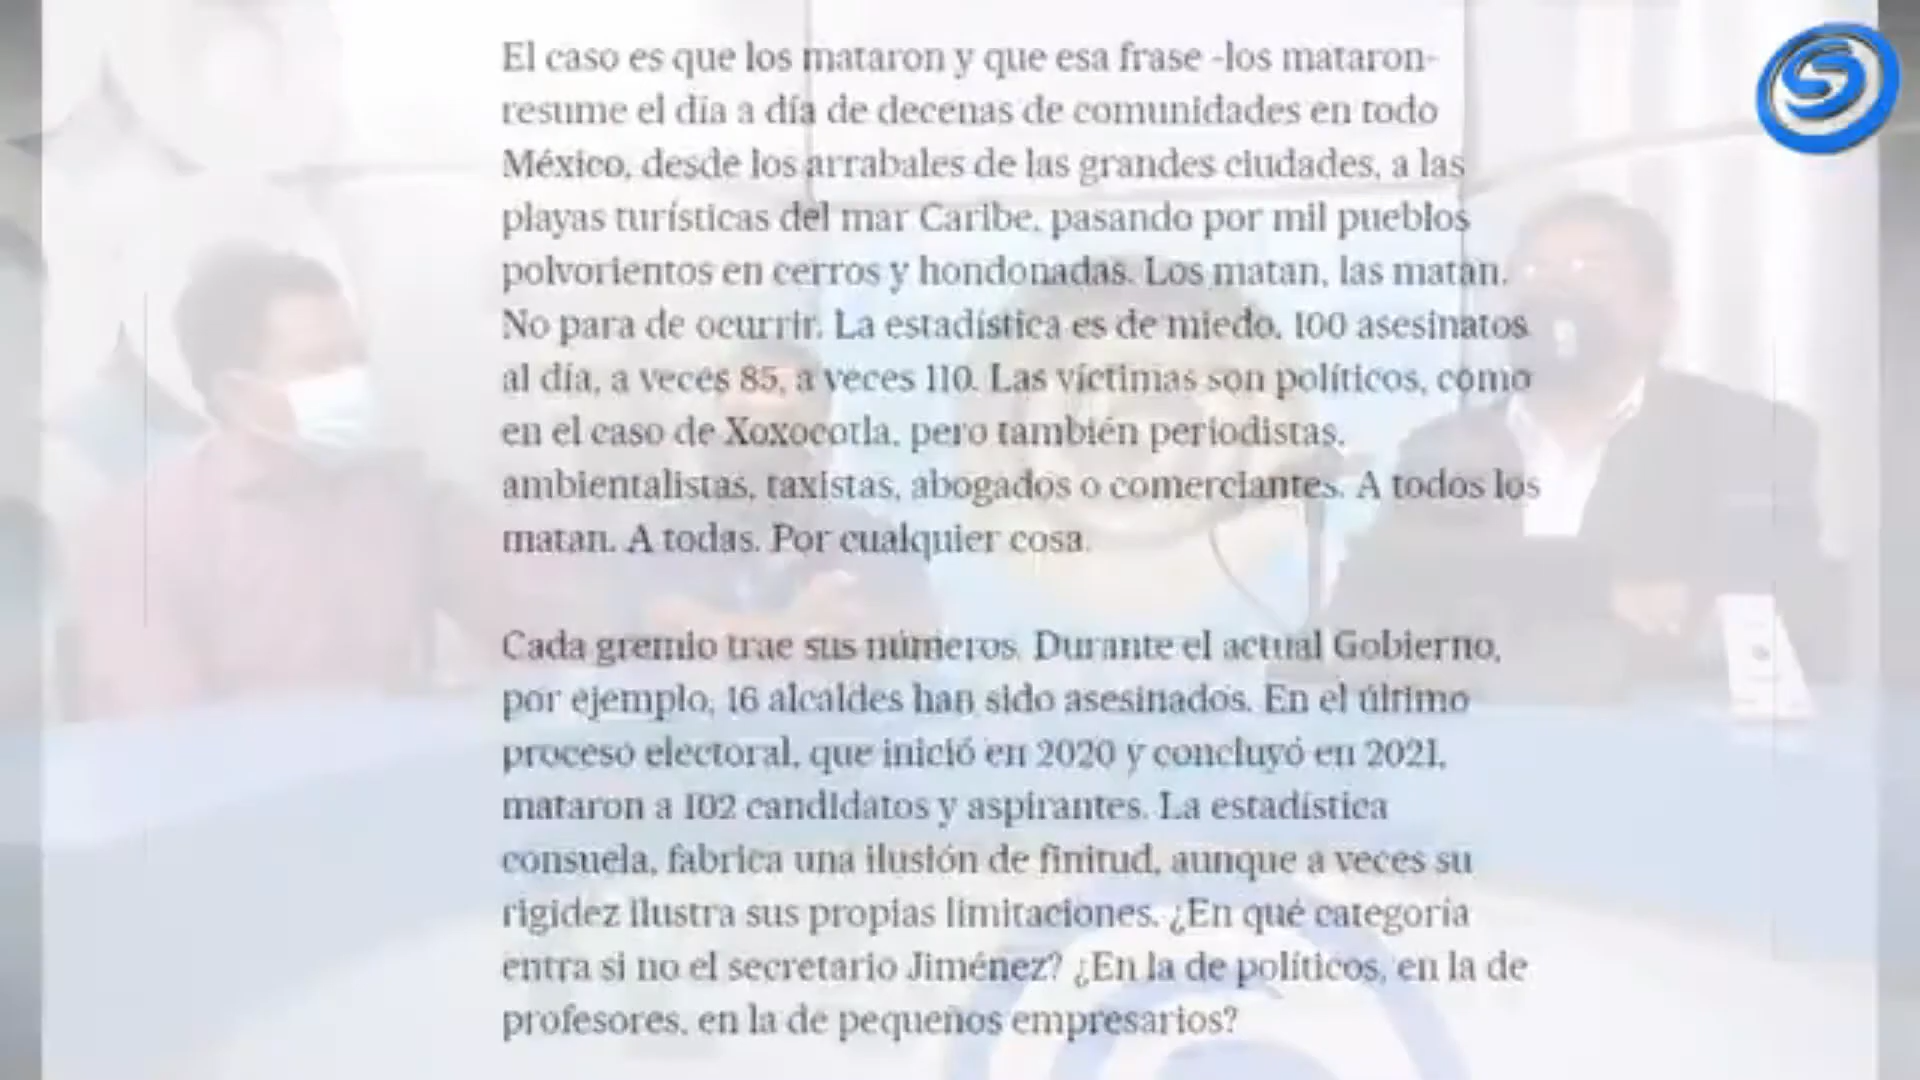 El caso es que los mataron y que esa frase -los mataron-
resume el día a día de decenas de comunidades en todo
México, desde los arrabales de las grandes ciudades, a las
playas turísticas del mar Caribe, pasando por mil pueblos
polvorientos en cerros y hondonadas. Los matan, las matan.
No para de ocurrir. La estadística es de miedo, 100 asesinatos
al día, a veces 85, a veces 110. Las víctimas son políticos, como
en el caso de Xoxocotla, pero también periodistas,
ambientalistas, taxistas, abogados o comerciantes. A todos los
matan. A todas. Por cualquier cosa.
Cada gremio trae sus números. Durante el actual Gobierno,
por ejemplo, 16 alcaldes han sido asesinados. En el último
proceso electoral, que inició en 2020 y concluyó en 2021,
mataron a 102 candidatos y aspirantes. La estadística
consuela, fabrica una ilusión de finitud, aunque a veces su
rigidez ilustra sus propias limitaciones. ¿En qué categoría
entra si no el secretario Jiménez? ¿En la de políticos, en la de
profesores, en la de pequeños empresarios?